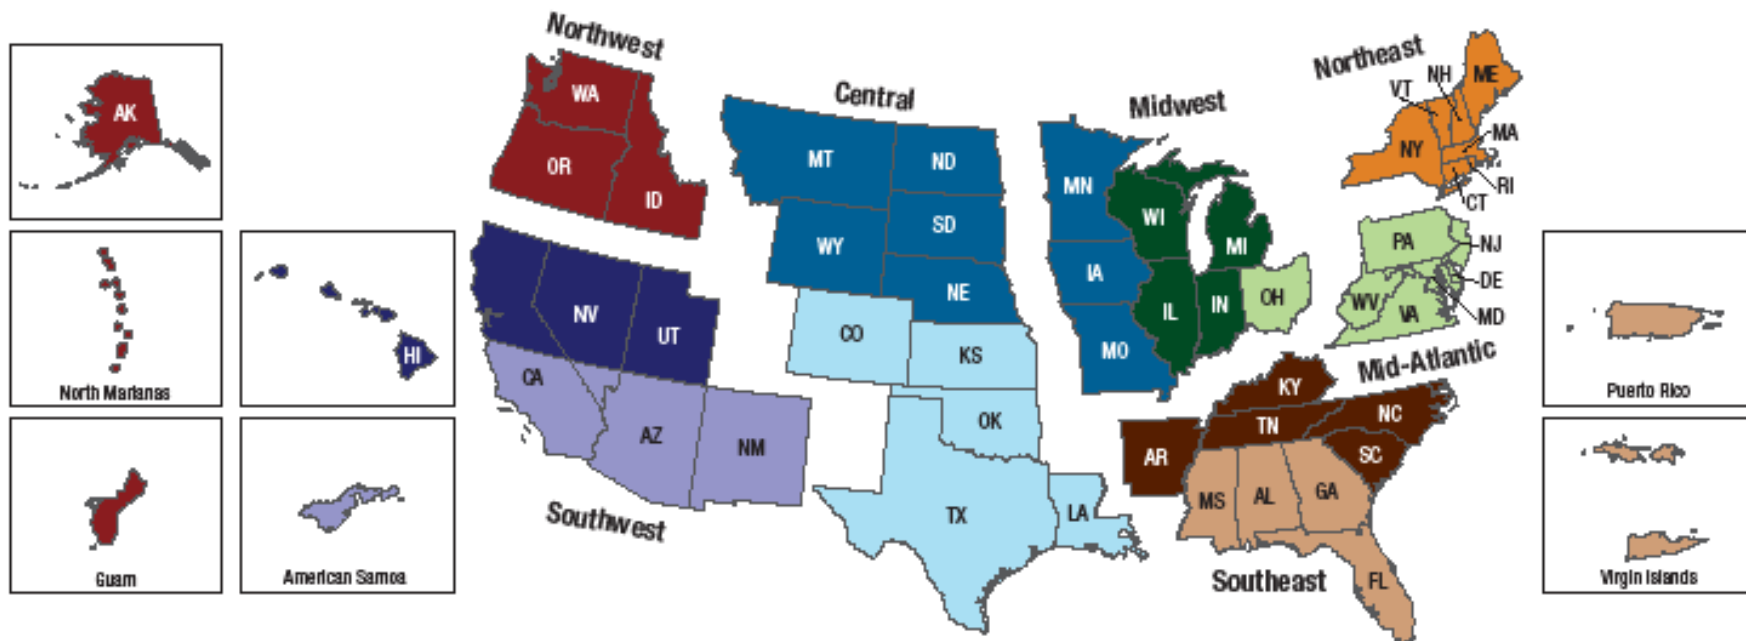 Northwest
Northeast
Central
Midwest
AK
WA
OR
ID
MT
ND
SD
WY
NE
MN
IA
MO
WI
MI
IL
IN
OH
ME
NH
VT
MA
NY
RI
CT
PA
NJ
DE
WV
VA
MD
Mid-Atlantic
NV
UT
HI
CA
AZ
NM
Southwest
CO
KS
OK
TX
LA
KY
TN
NC
AR
SC
MS
AL
GA
FL
Southeast
North Marianas
Guam
American Samoa
Puerto Rico
Virgin Islands